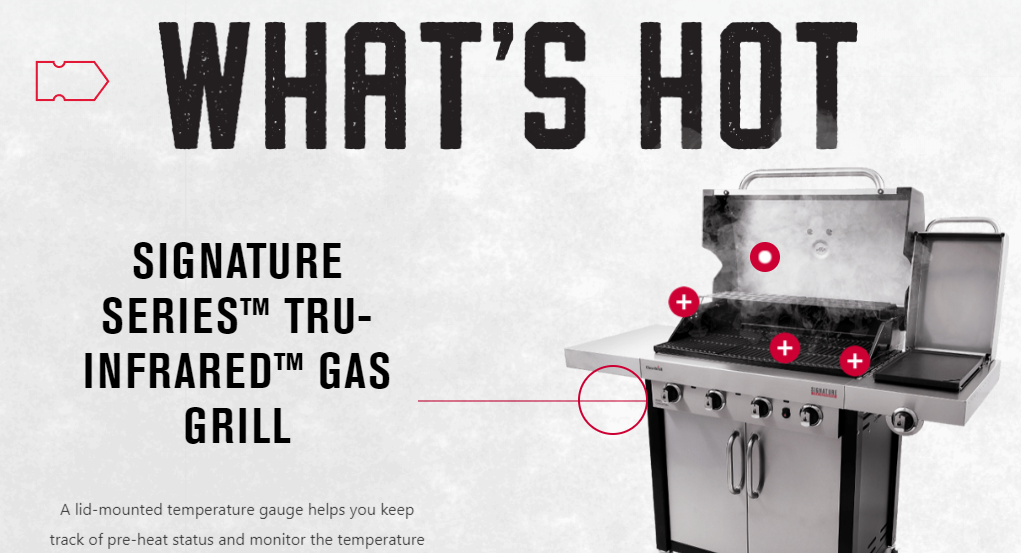 WHAT'S HOT
SIGNATURE
SERIES™ TRU-
INFRARED™ GAS
GRILL
SIGNATURE
A lid-mounted temperature gauge helps you keep
track of pre-heat status and monitor the temperature